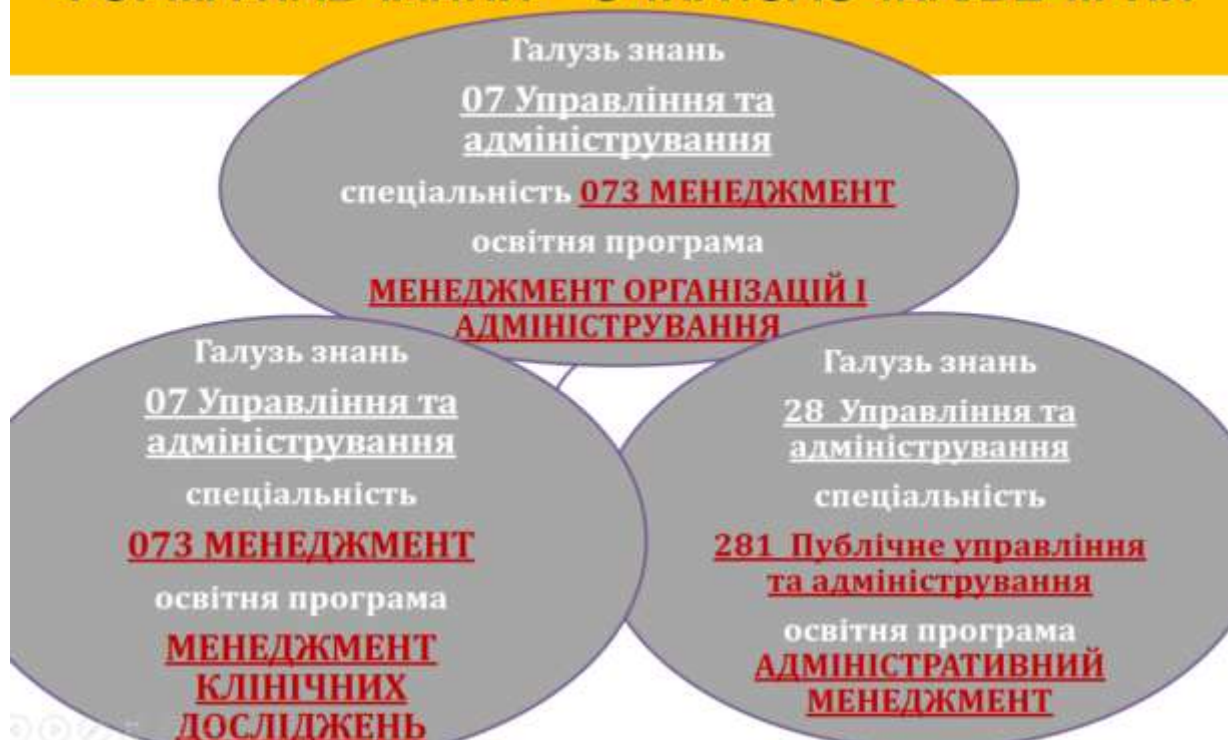 Галузь знань
07 Управління та
адміністрування
спеціальність 073 МЕНЕДЖМЕНТ
освітня програма
МЕНЕДЖМЕНТ ОРГАНІЗАЦІЙ І
АДМІНІСТРУВАННЯ
Галузь знань
07 Управління та
адміністрування
спеціальність
073 МЕНЕДЖМЕНТ
освітня програма
МЕНЕДЖМЕНТ
КЛІНІЧНИХ
ДОСЛІДЖЕНЬ
Галузь знань
28 Управління та
адміністрування
спеціальність
281 Публічне управління
та адміністрування
освітня програма
АДМІНІСТРАТИВНИЙ
МЕНЕДЖМЕНТ